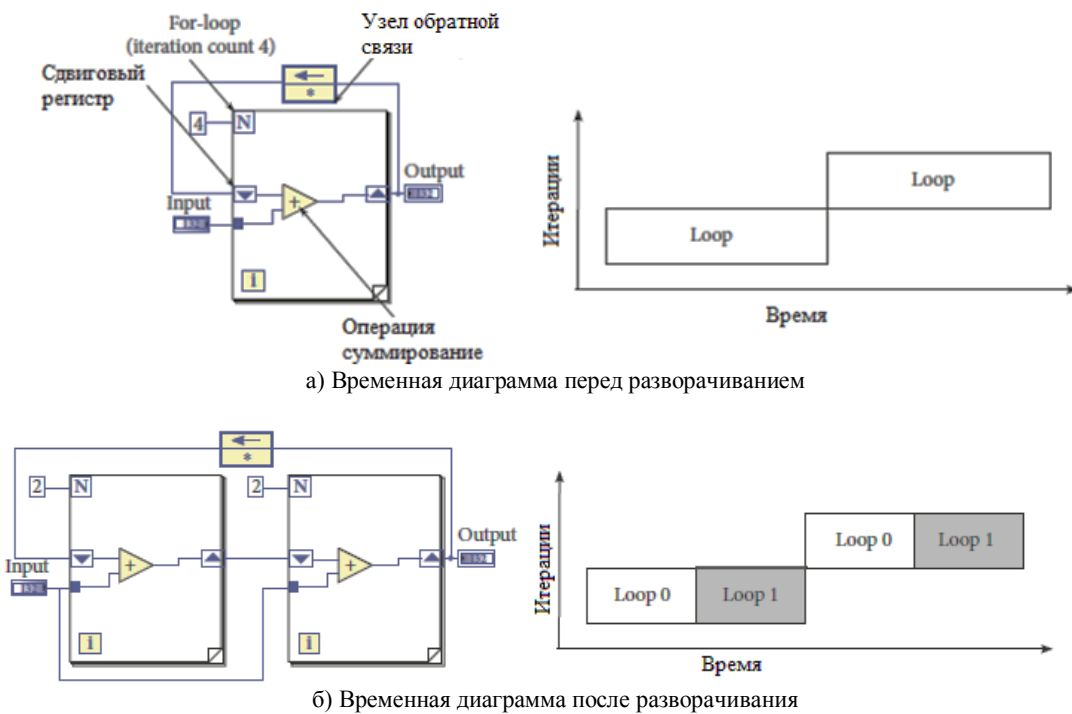 For-loop
(iteration count 4)
Узел обратной
связи
Сдвиговый
регистр
*
4
N
Output
Input
+
i
Операция
суммирование
Итерации
Loop
Loop
Время
а) Временная диаграмма перед разворачиванием
*
2
N
2
N
Output
Input
+
+
i
i
Итерации
Loop 0
Loop 1
Loop 0
Loop 1
Время
б) Временная диаграмма после разворачивания